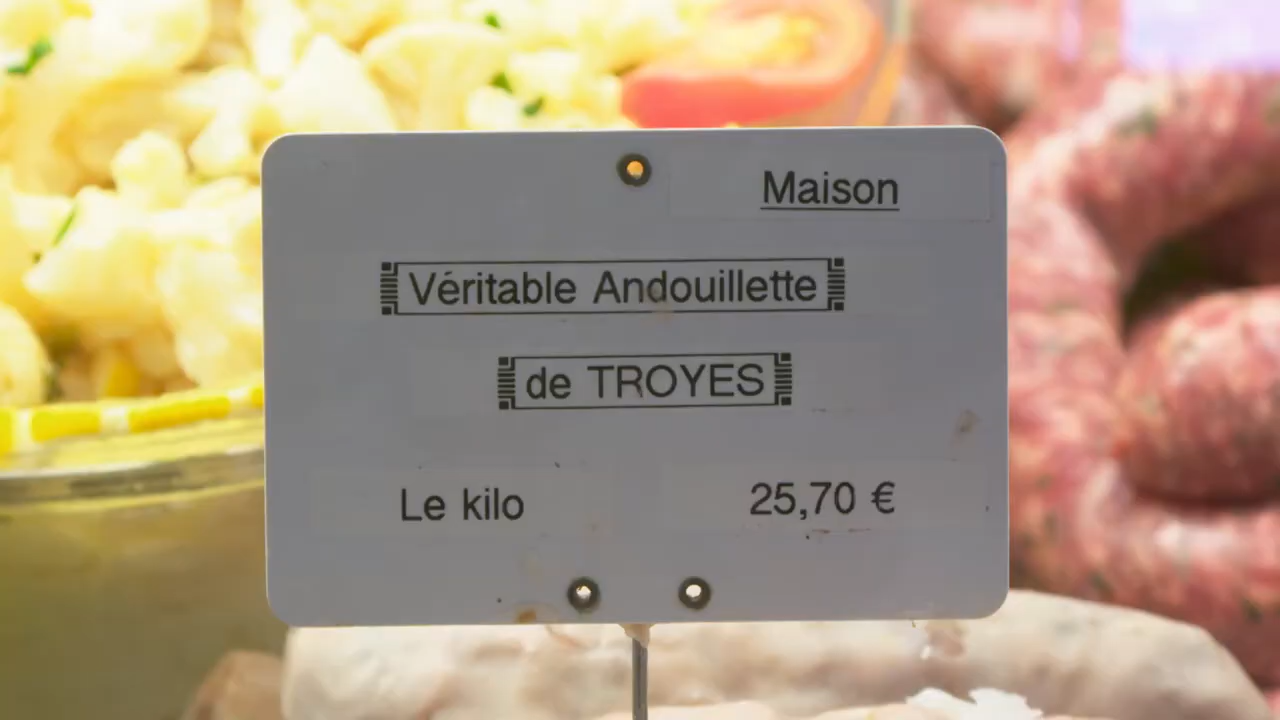 Maison
Véritable Andouillette
de TROYES
Le kilo 25,70 €